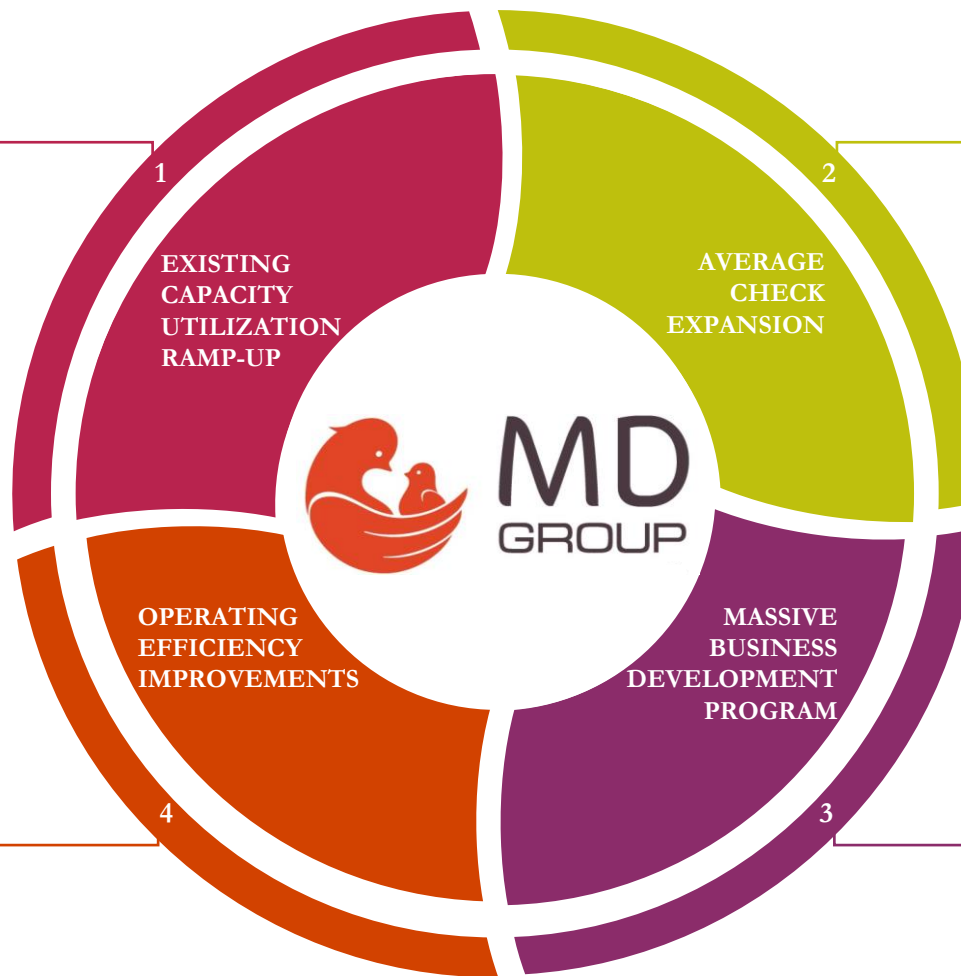 1
EXISTING
CAPACITY
UTILIZATION
RAMP-UP
2
AVERAGE
CHECK
EXPANSION
MD
GROUP
OPERATING
EFFICIENCY
IMPROVEMENTS
4
MASSIVE
BUSINESS
DEVELOPMENT
PROGRAM
3